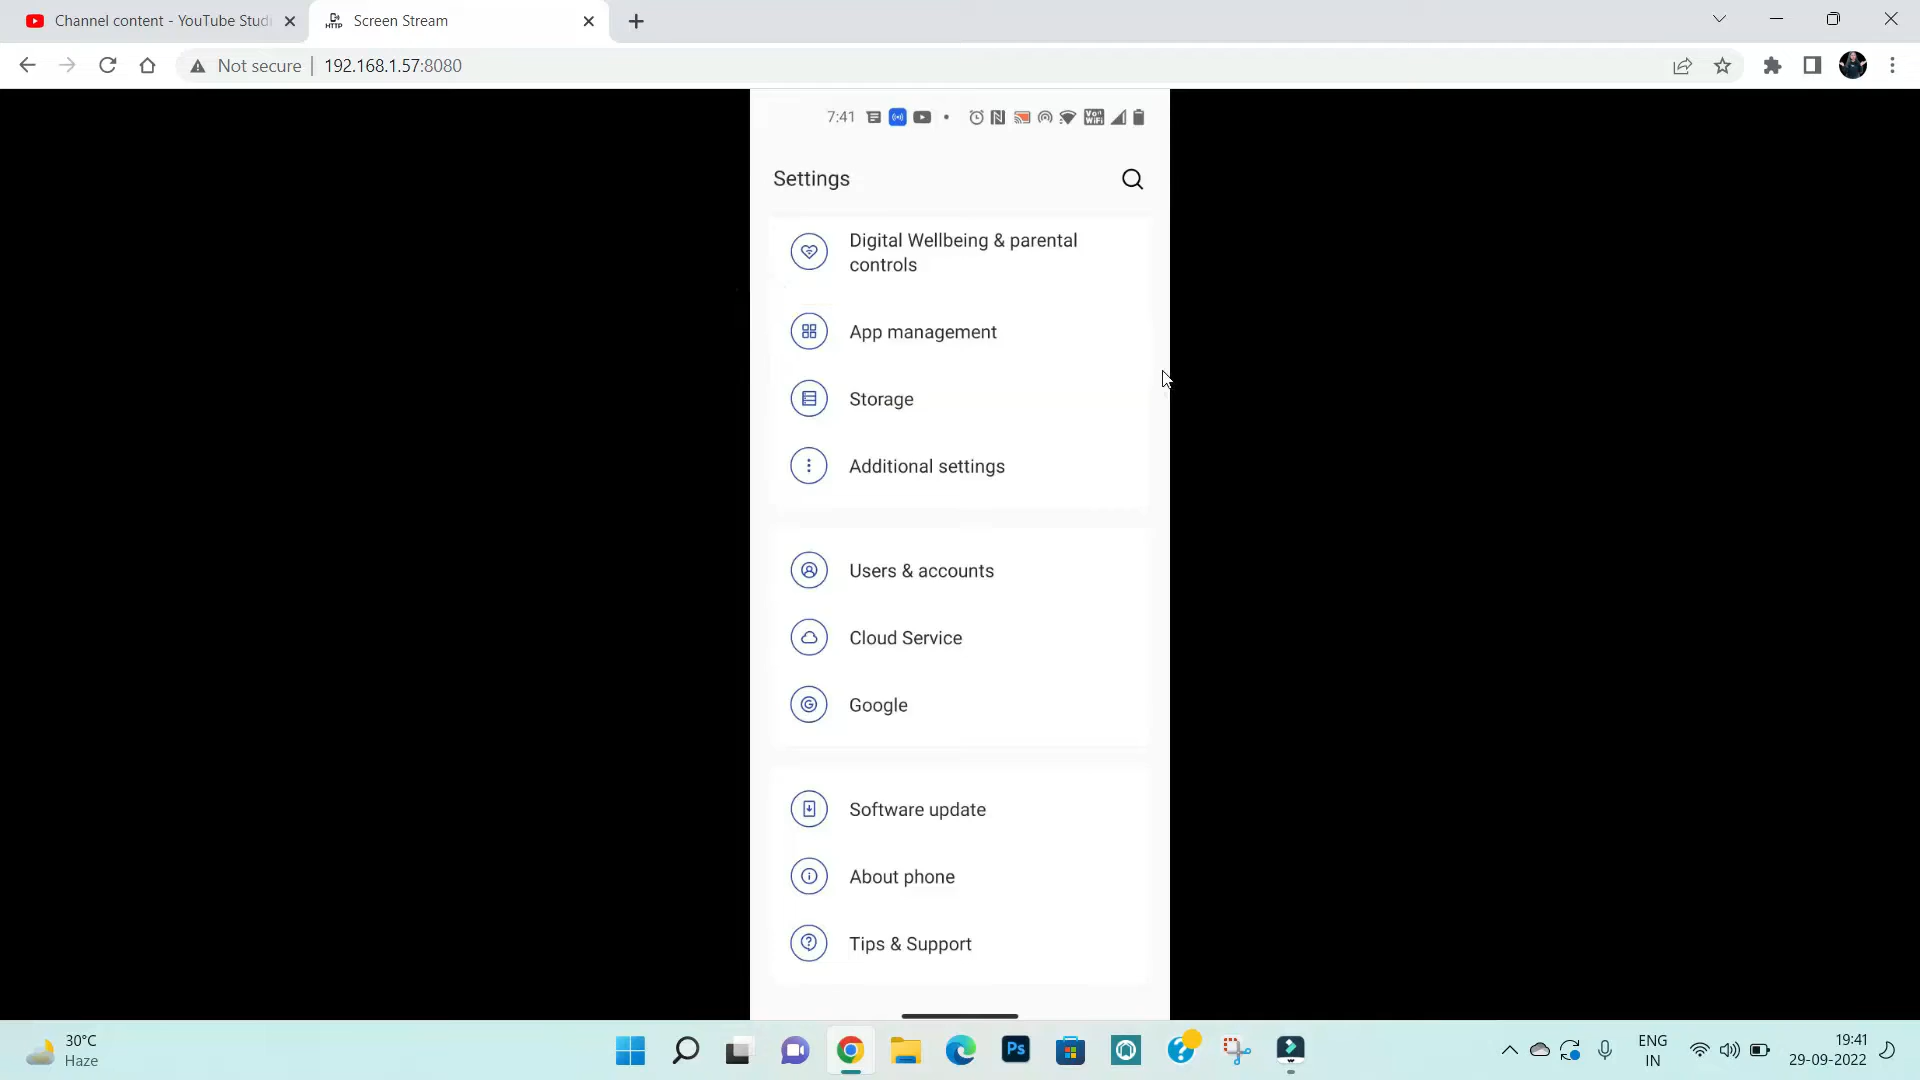 Channel content - YouTube Studi
Screen Stream
Not secure
192.168.1.57:8080
7:41
Settings
Digital Wellbeing & parental
controls
App management
Storage
Additional settings
Users & accounts
Cloud Service
Google
Software update
About phone
Tips & Support
30°C
Haze
Ps
ENG
IN
19:41
29-09-2022